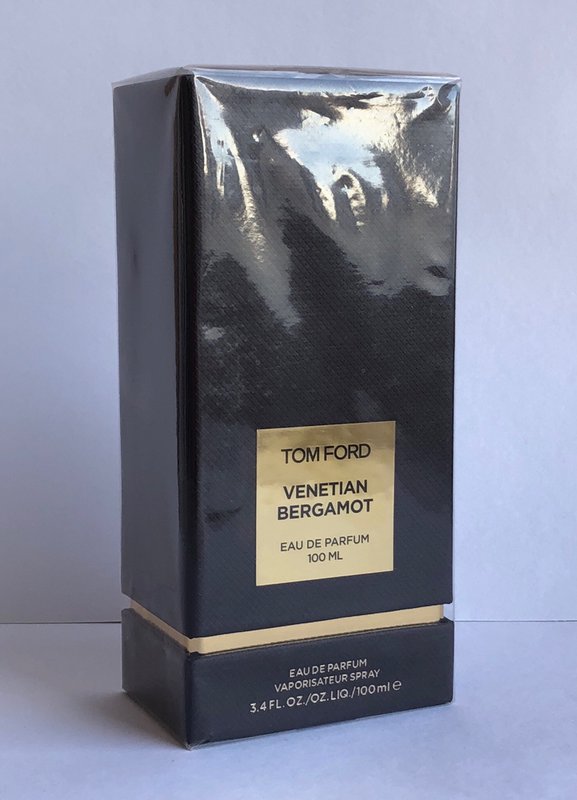 TOM FORD
VENETIAN
BERGAMOT
EAU DE PARFUM
100 ML
EAU DE PARFUM
VAPORISATEUR SPRAY
3.4 FL. OZ./OZ. LIQ./100 ml ℮